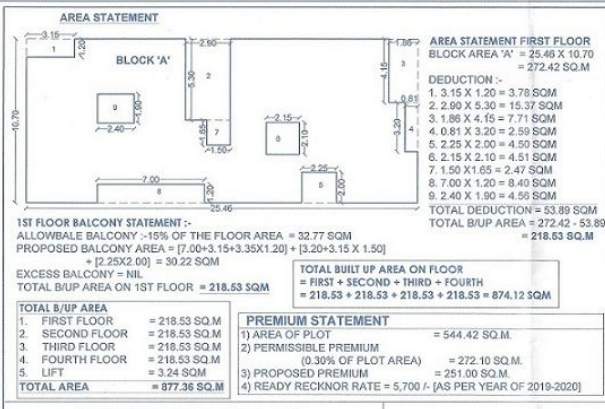 AREA STATEMENT
3.15
1
1.20
BLOCK 'A'
2.90
2
5.30
1.86
3
4.15
0.81
3.20
4
10.70
9
1.90
2.40
1.65
7
1.50
2.15
6
2.10
2.25
5
2.00
7.00
8
1.20
25.46
AREA STATEMENT FIRST FLOOR
BLOCK AREA 'A' = 25.46 X 10.70
= 272.42 SQ.M
DEDUCTION :-
1. 3.15 X 1.20 = 3.78 SQM
2. 2.90 X 5.30 = 15.37 SQM
3. 1.86 X 4.15 = 7.71 SQM
4. 0.81 X 3.20 = 2.59 SQM
5. 2.25 X 2.00 = 4.50 SQM
6. 2.15 X 2.10 = 4.51 SQM
7. 1.50 X1.65 = 2.47 SQM
8. 7.00 X 1.20 = 8.40 SQM
9. 2.40 X 1.90 = 4.56 SQM
TOTAL DEDUCTION = 53.89 SQM
TOTAL B/UP AREA = 272.42 - 53.89
= 218.53 SQ.M
1ST FLOOR BALCONY STATEMENT :-
ALLOWBALE BALCONY :-15% OF THE FLOOR AREA = 32.77 SQM
PROPOSED BALCONY AREA = [7.00+3.15+3.35X1.20] + [3.20+3.15 X 1.50]
+ [2.25X2.00] = 30.22 SQM
EXCESS BALCONY = NIL
TOTAL B/UP AREA ON 1ST FLOOR = 218.53 SQM
TOTAL BUILT UP AREA ON FLOOR
= FIRST + SECOND + THIRD + FOURTH
= 218.53 + 218.53 + 218.53 + 218.53 = 874.12 SQM
TOTAL B/UP AREA
1. FIRST FLOOR = 218.53 SQ.M
2. SECOND FLOOR = 218.53 SQ.M
3. THIRD FLOOR = 218.53 SQ.M
4. FOURTH FLOOR = 218.53 SQ.M
5. LIFT = 3.24 SQM
TOTAL AREA = 877.36 SQ.M
PREMIUM STATEMENT
1) AREA OF PLOT = 544.42 SQ.M.
2) PERMISSIBLE PREMIUM
(0.30% OF PLOT AREA) = 272.10 SQ.M.
3) PROPOSED PREMIUM = 251.00 SQ.M.
4) READY RECKNOR RATE = 5,700 /- [AS PER YEAR OF 2019-2020]